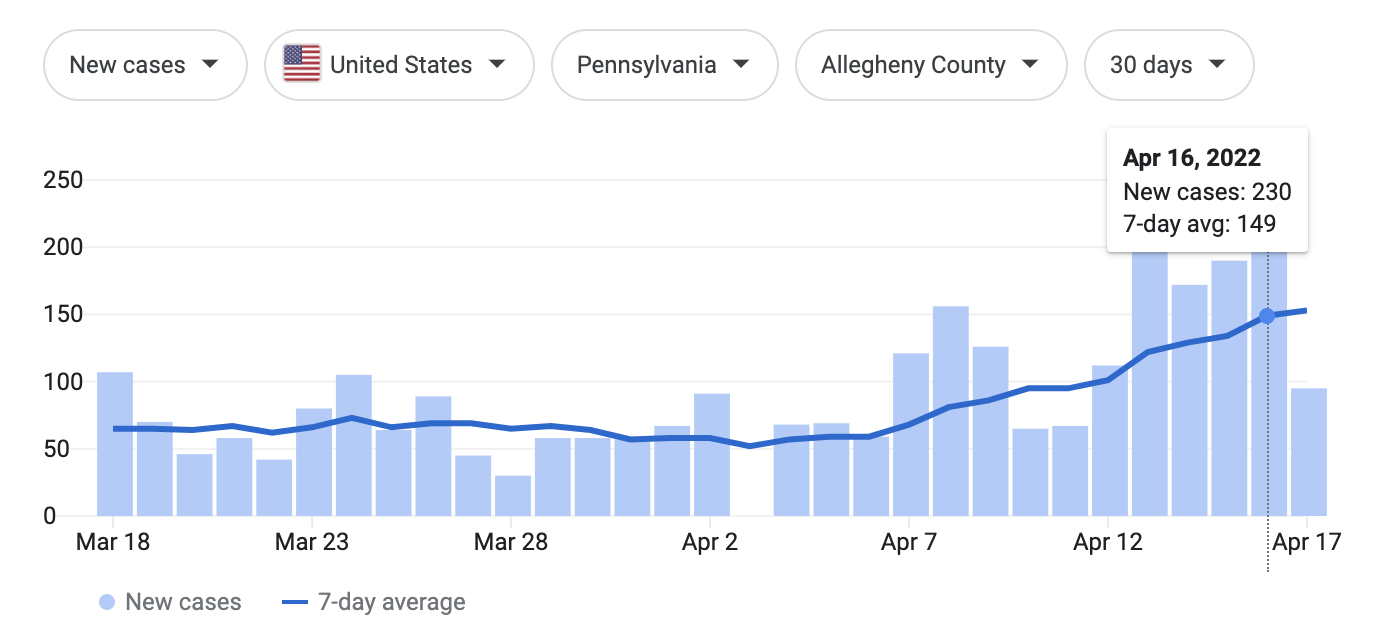 New cases United States Pennsylvania Allegheny County 30 days
Apr 16, 2022
New cases: 230
7-day avg: 149
250
200
150
100
50
0
Mar 18 Mar 23 Mar 28 Apr 2 Apr 7 Apr 12 Apr 17
New cases 7-day average